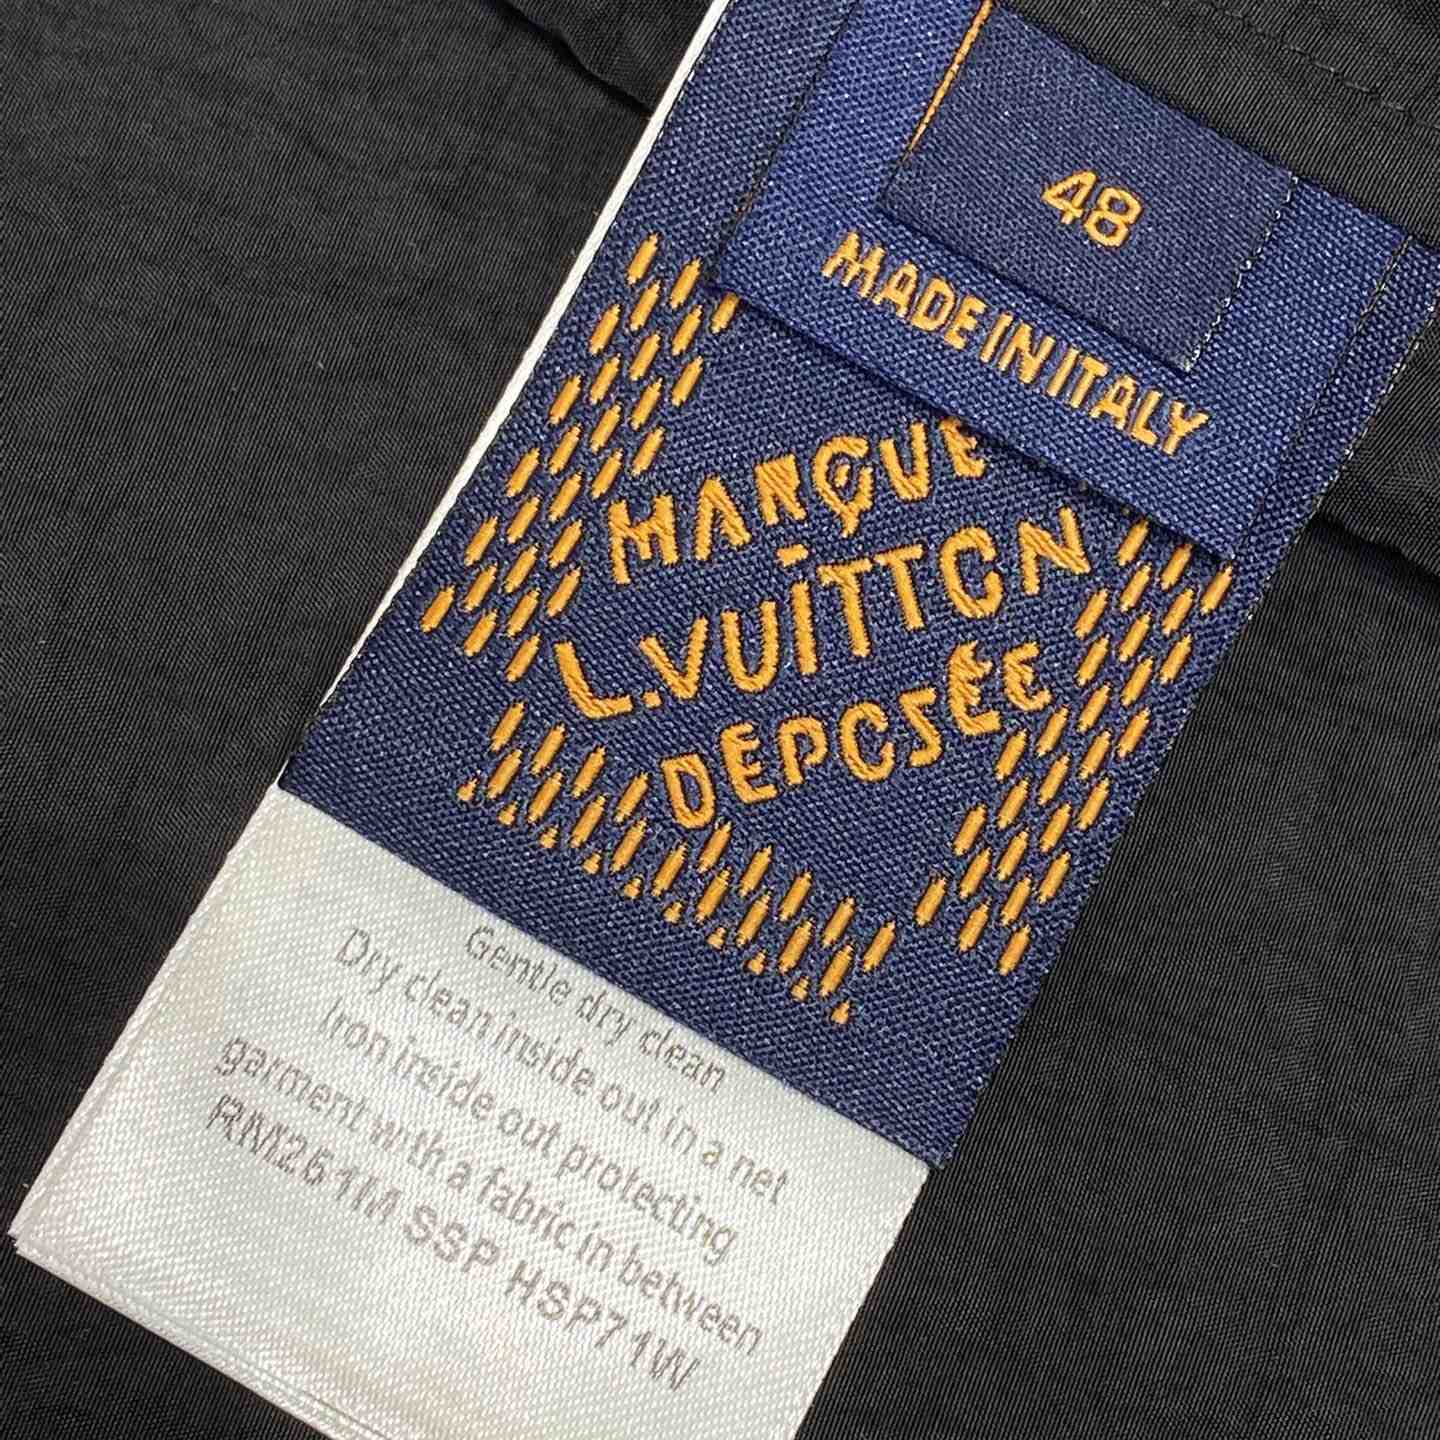 48
MADE IN ITALY
MARQUE
L.VUITTON
DEPOSÉE
Gentle dry clean
Dry clean inside out in a net
Iron inside out protecting
garment with a fabric in between
RM261M SSP HSP71W